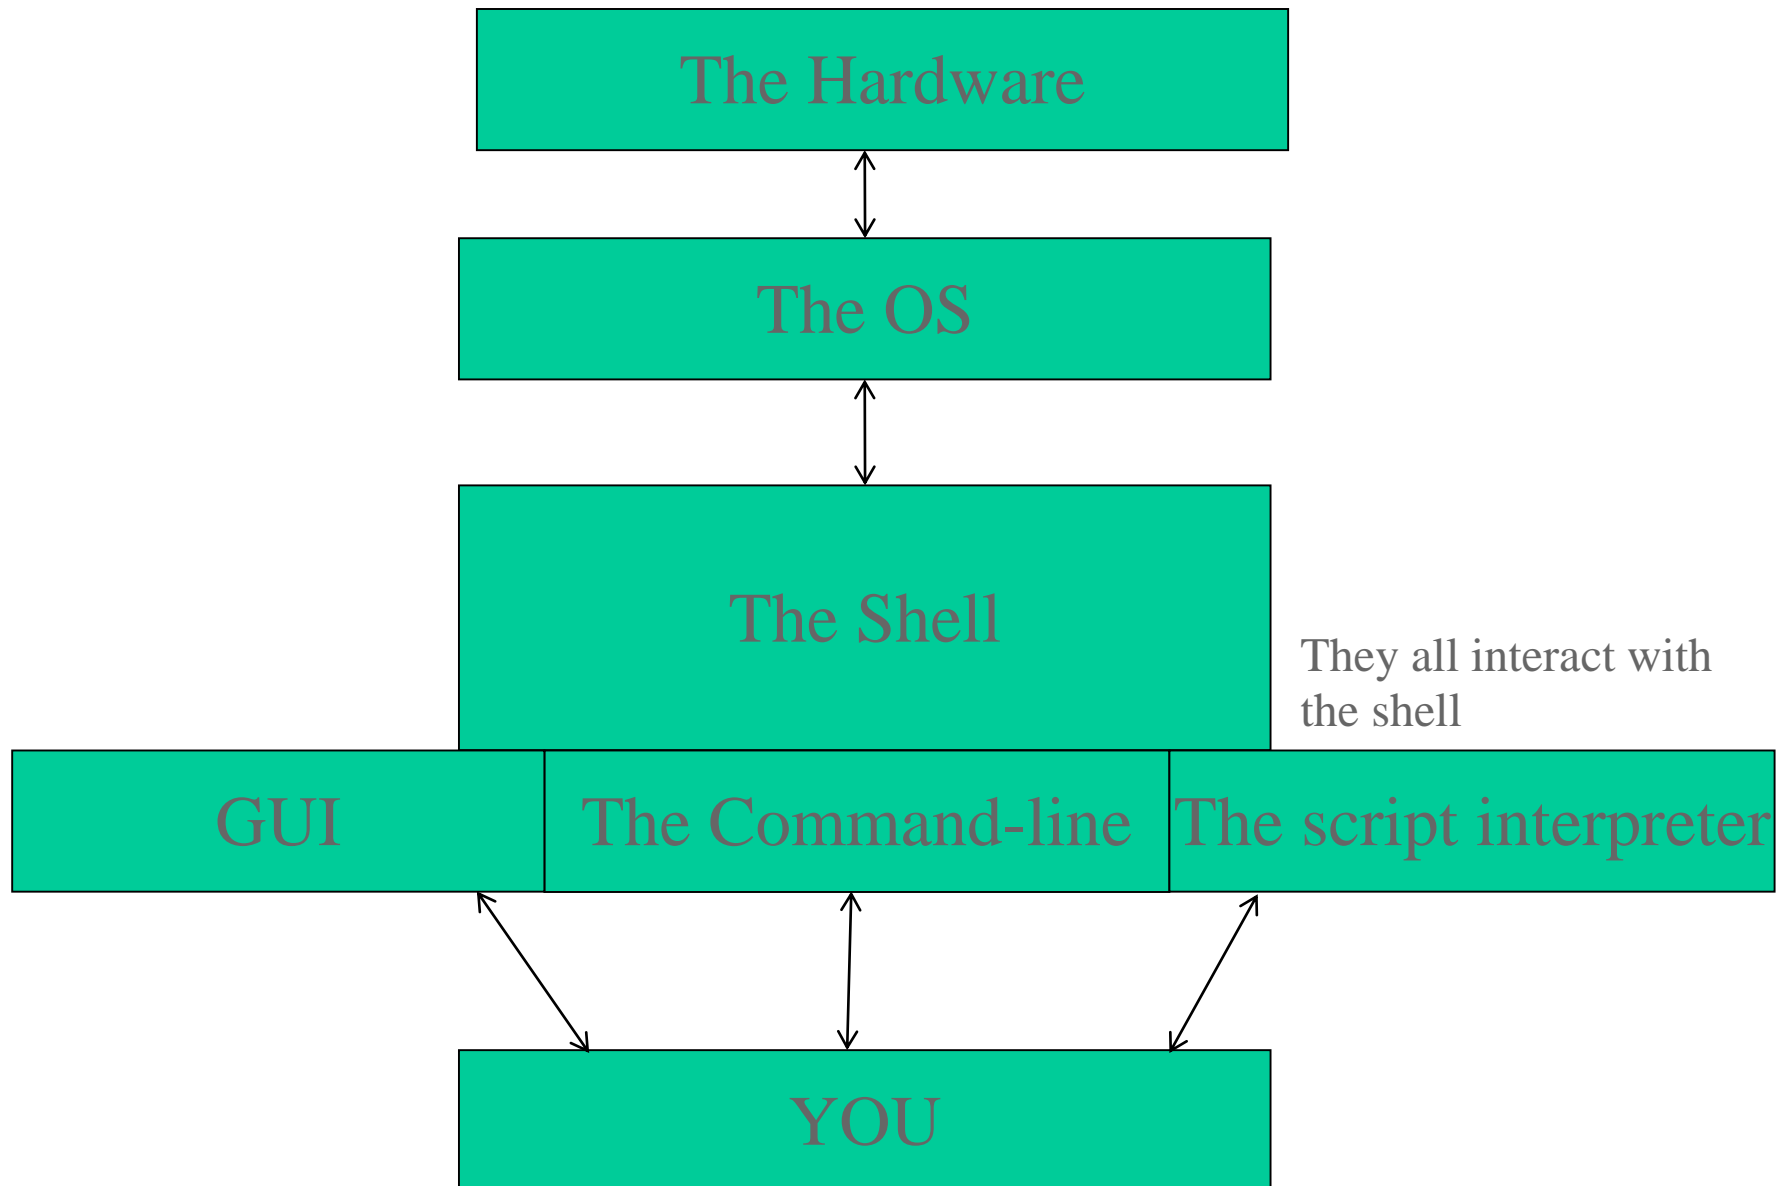 The Hardware
The OS
The Shell
They all interact with
the shell
GUI
The Command-line
The script interpreter
YOU